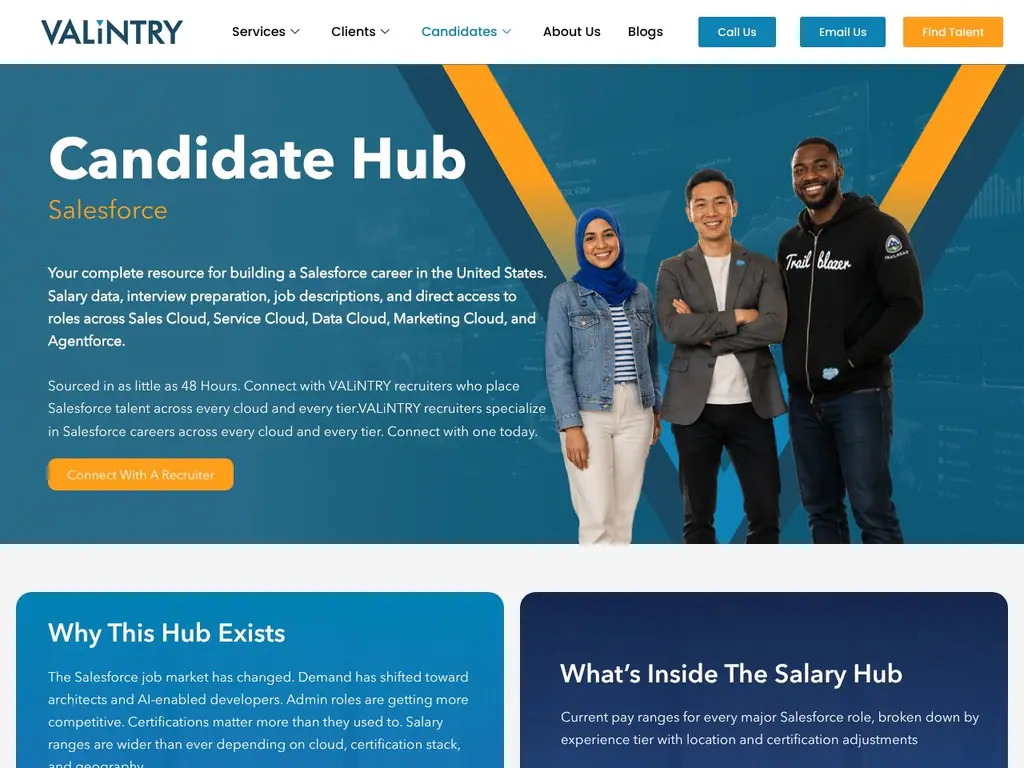 VALiNTRY
Services
Clients
Candidates
About Us
Blogs
Call Us
Email Us
Find Talent
Candidate Hub
Salesforce
Your complete resource for building a Salesforce career in the United States.
Salary data, interview preparation, job descriptions, and direct access to
roles across Sales Cloud, Service Cloud, Data Cloud, Marketing Cloud, and
Agentforce.
Sourced in as little as 48 Hours. Connect with VALiNTRY recruiters who place
Salesforce talent across every cloud and every tier.VALiNTRY recruiters specialize
in Salesforce careers across every cloud and every tier. Connect with one today.
Connect With A Recruiter
Trailblazer
TRAILHEAD
Why This Hub Exists
The Salesforce job market has changed. Demand has shifted toward
architects and AI-enabled developers. Admin roles are getting more
competitive. Certifications matter more than they used to. Salary
ranges are wider than ever depending on cloud, certification stack,
and geography.
What's Inside The Salary Hub
Current pay ranges for every major Salesforce role, broken down by
experience tier with location and certification adjustments